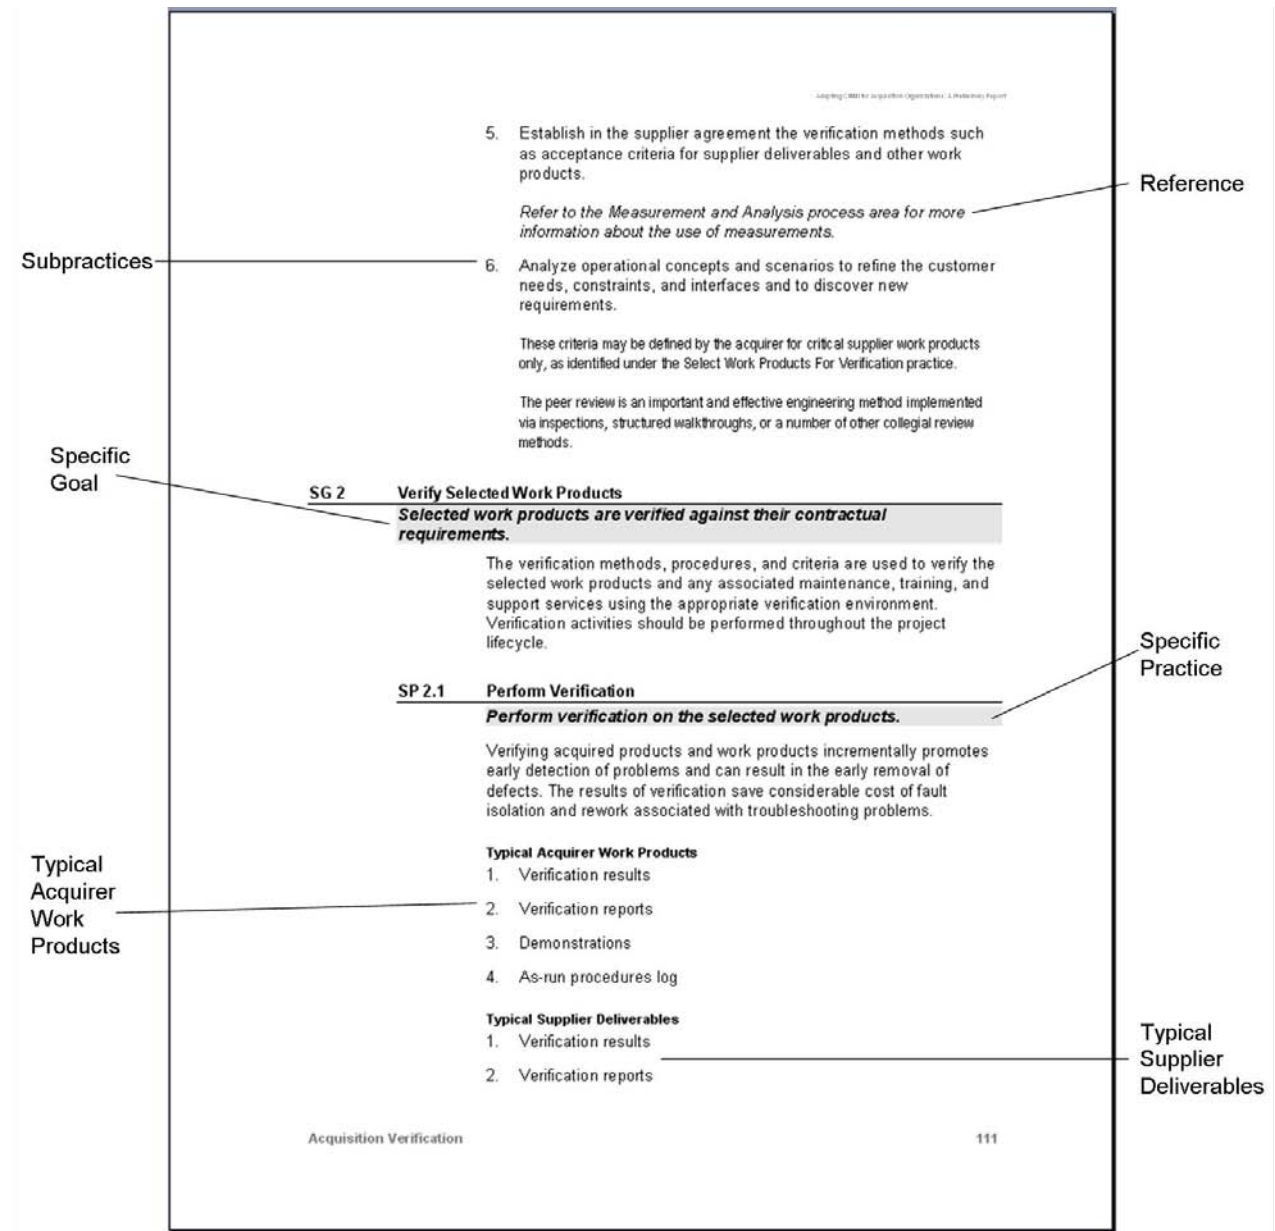 Adapting CMMI for Acquisition Organizations: A Preliminary Report
5. Establish in the supplier agreement the verification methods such
as acceptance criteria for supplier deliverables and other work
products.
Reference
Refer to the Measurement and Analysis process area for more
information about the use of measurements.
Subpractices
6. Analyze operational concepts and scenarios to refine the customer
needs, constraints, and interfaces and to discover new
requirements.
These criteria may be defined by the acquirer for critical supplier work products
only, as identified under the Select Work Products For Verification practice.
The peer review is an important and effective engineering method implemented
via inspections, structured walkthroughs, or a number of other collegial review
methods.
Specific
Goal
SG 2 Verify Selected Work Products
Selected work products are verified against their contractual
requirements.
The verification methods, procedures, and criteria are used to verify the
selected work products and any associated maintenance, training, and
support services using the appropriate verification environment.
Verification activities should be performed throughout the project
lifecycle.
Specific
Practice
SP 2.1 Perform Verification
Perform verification on the selected work products.
Verifying acquired products and work products incrementally promotes
early detection of problems and can result in the early removal of
defects. The results of verification save considerable cost of fault
isolation and rework associated with troubleshooting problems.
Typical
Acquirer
Work
Products
Typical Acquirer Work Products
1. Verification results
2. Verification reports
3. Demonstrations
4. As-run procedures log
Typical Supplier Deliverables
1. Verification results
2. Verification reports
Typical
Supplier
Deliverables
Acquisition Verification 111